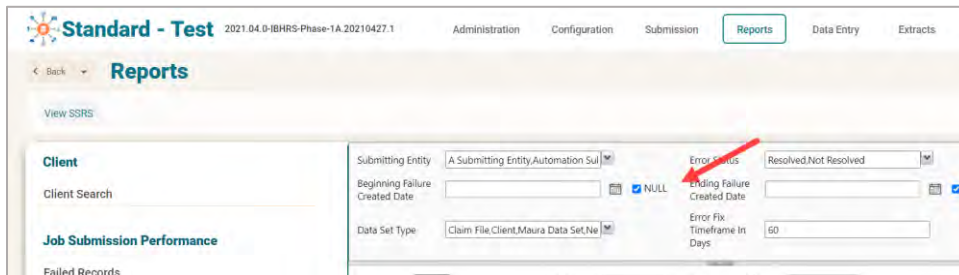 Standard - Test 2021.04.0-IBHRS-Phase-1A.20210427.1 Administration Configuration Submission Reports Data Entry Extracts
< Back Reports
View SSRS
Client
Client Search
Job Submission Performance
Failed Records
Submitting Entity A Submitting Entity,Automation Sul Error Status Resolved,Not Resolved
Beginning Failure Created Date NULL Ending Failure Created Date
Data Set Type Claim File,Client,Maura Data Set,Ne Error Fix Timeframe In Days 60